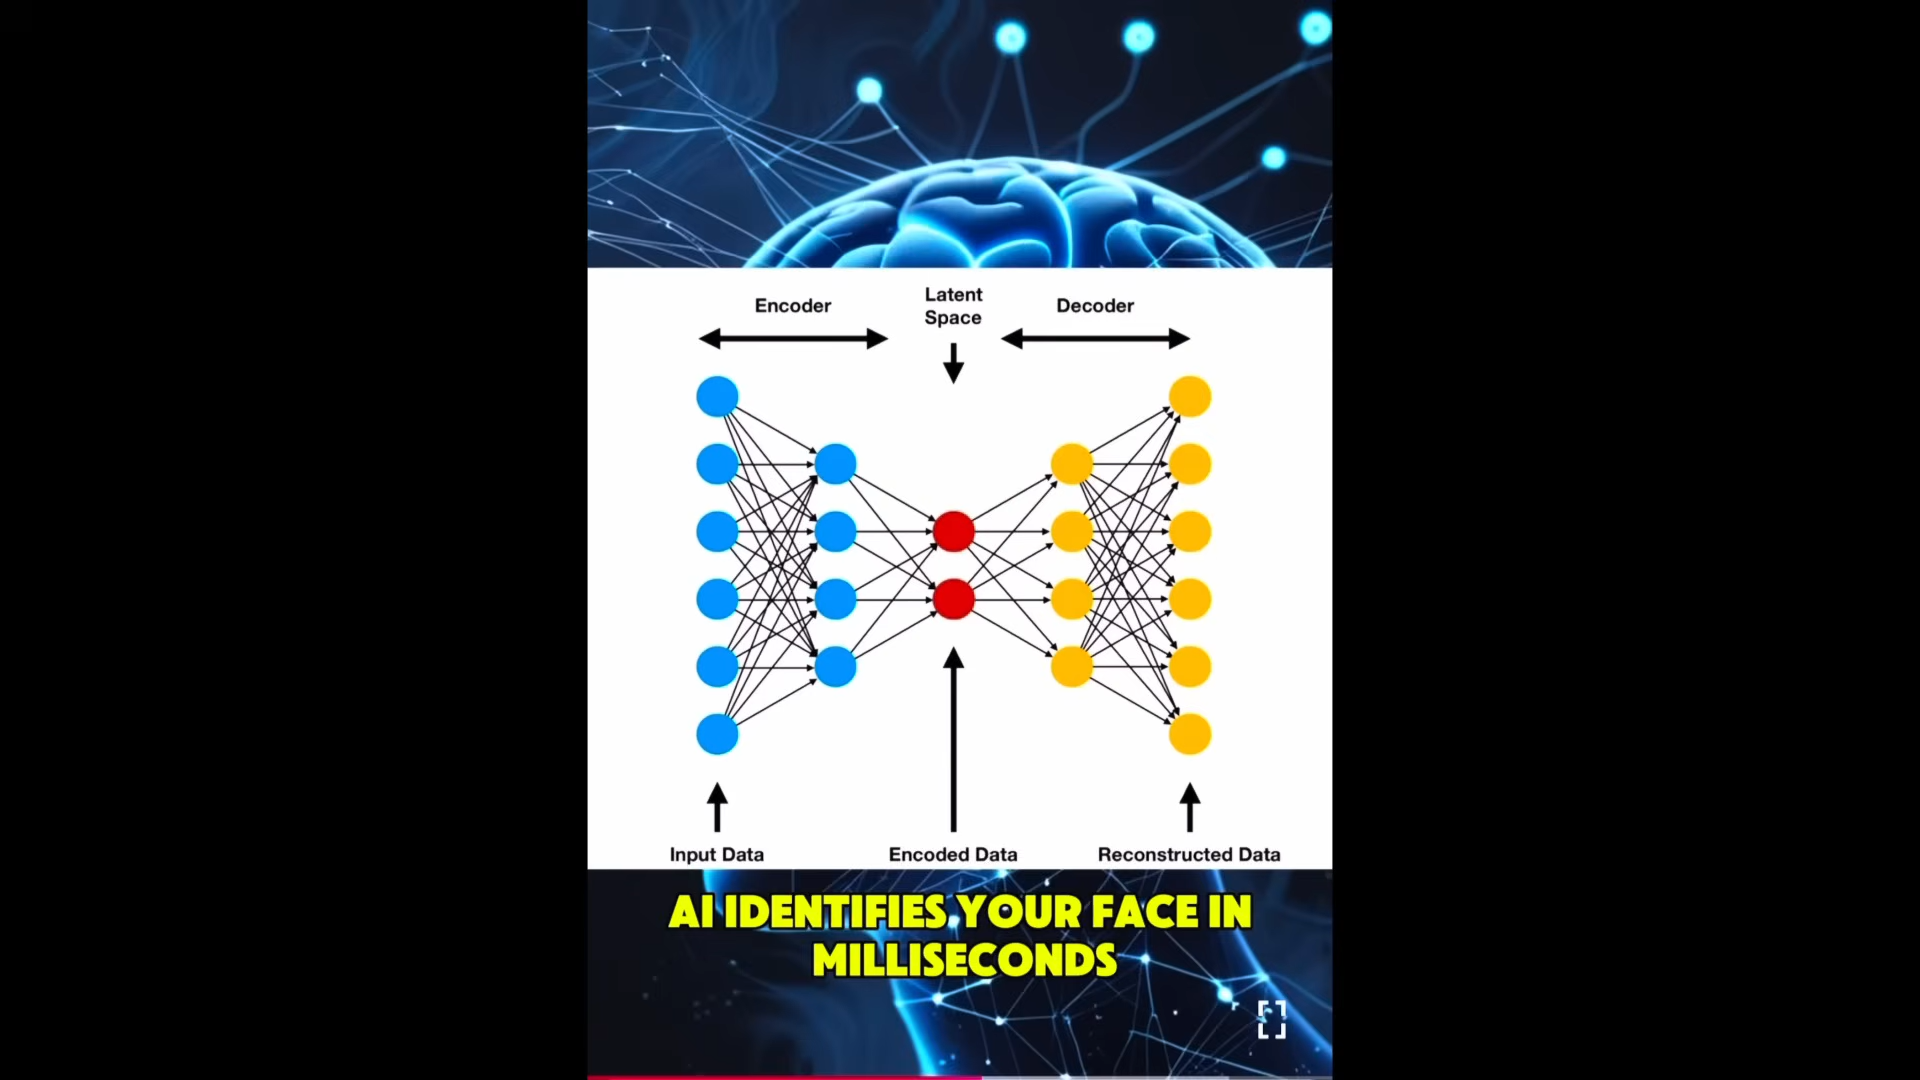 Encoder
Latent
Space
Decoder
Input Data
Encoded Data
Reconstructed Data
AI IDENTIFIES YOUR FACE IN
MILLISECONDS